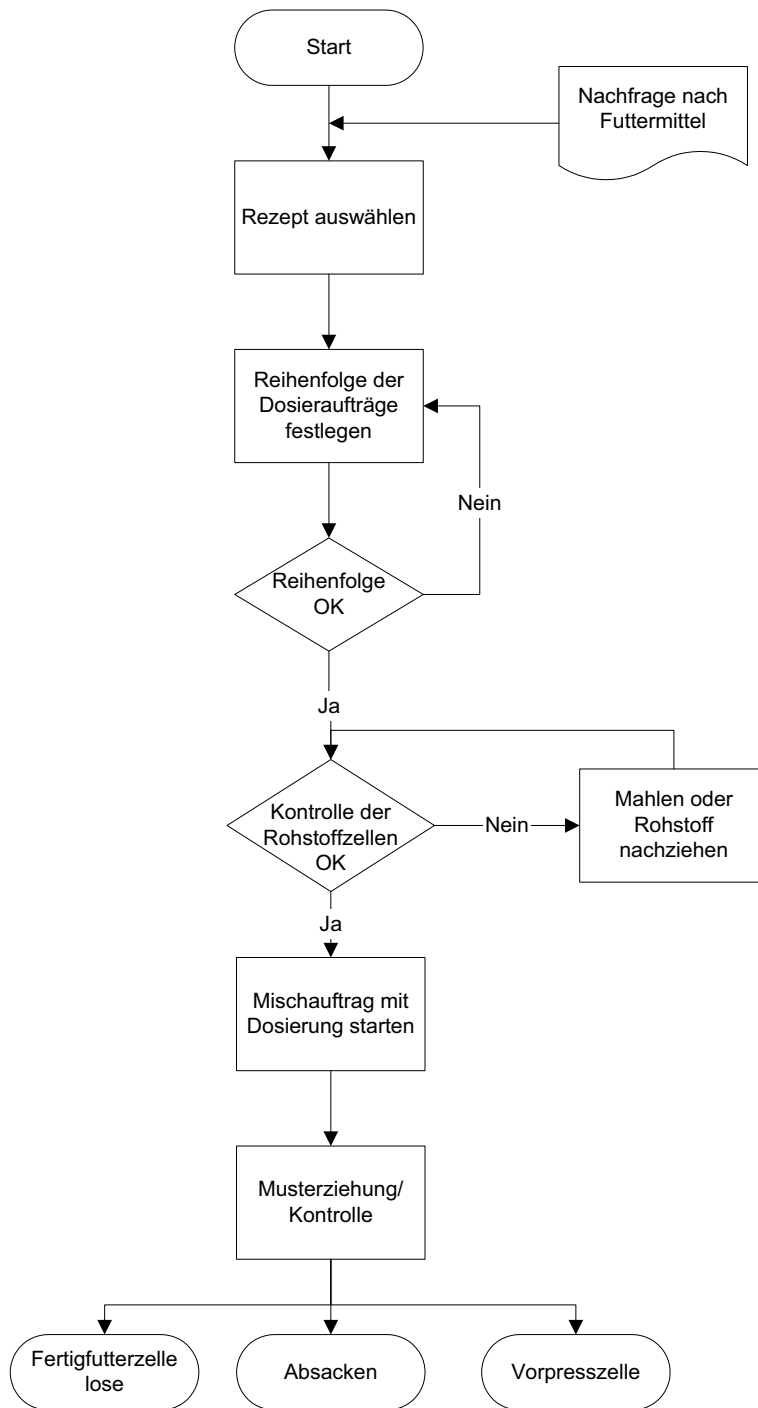 Start
Nachfrage nach
Futtermittel
Rezept auswählen
Reihenfolge der
Dosieraufträge
festlegen
Nein
Reihenfolge
OK
Ja
Kontrolle der
Rohstoffzellen
OK
Nein
Mahlen oder
Rohstoff
nachziehen
Ja
Mischauftrag mit
Dosierung starten
Musterziehung/
Kontrolle
Fertigfutterzelle
lose
Absacken
Vorpresszelle